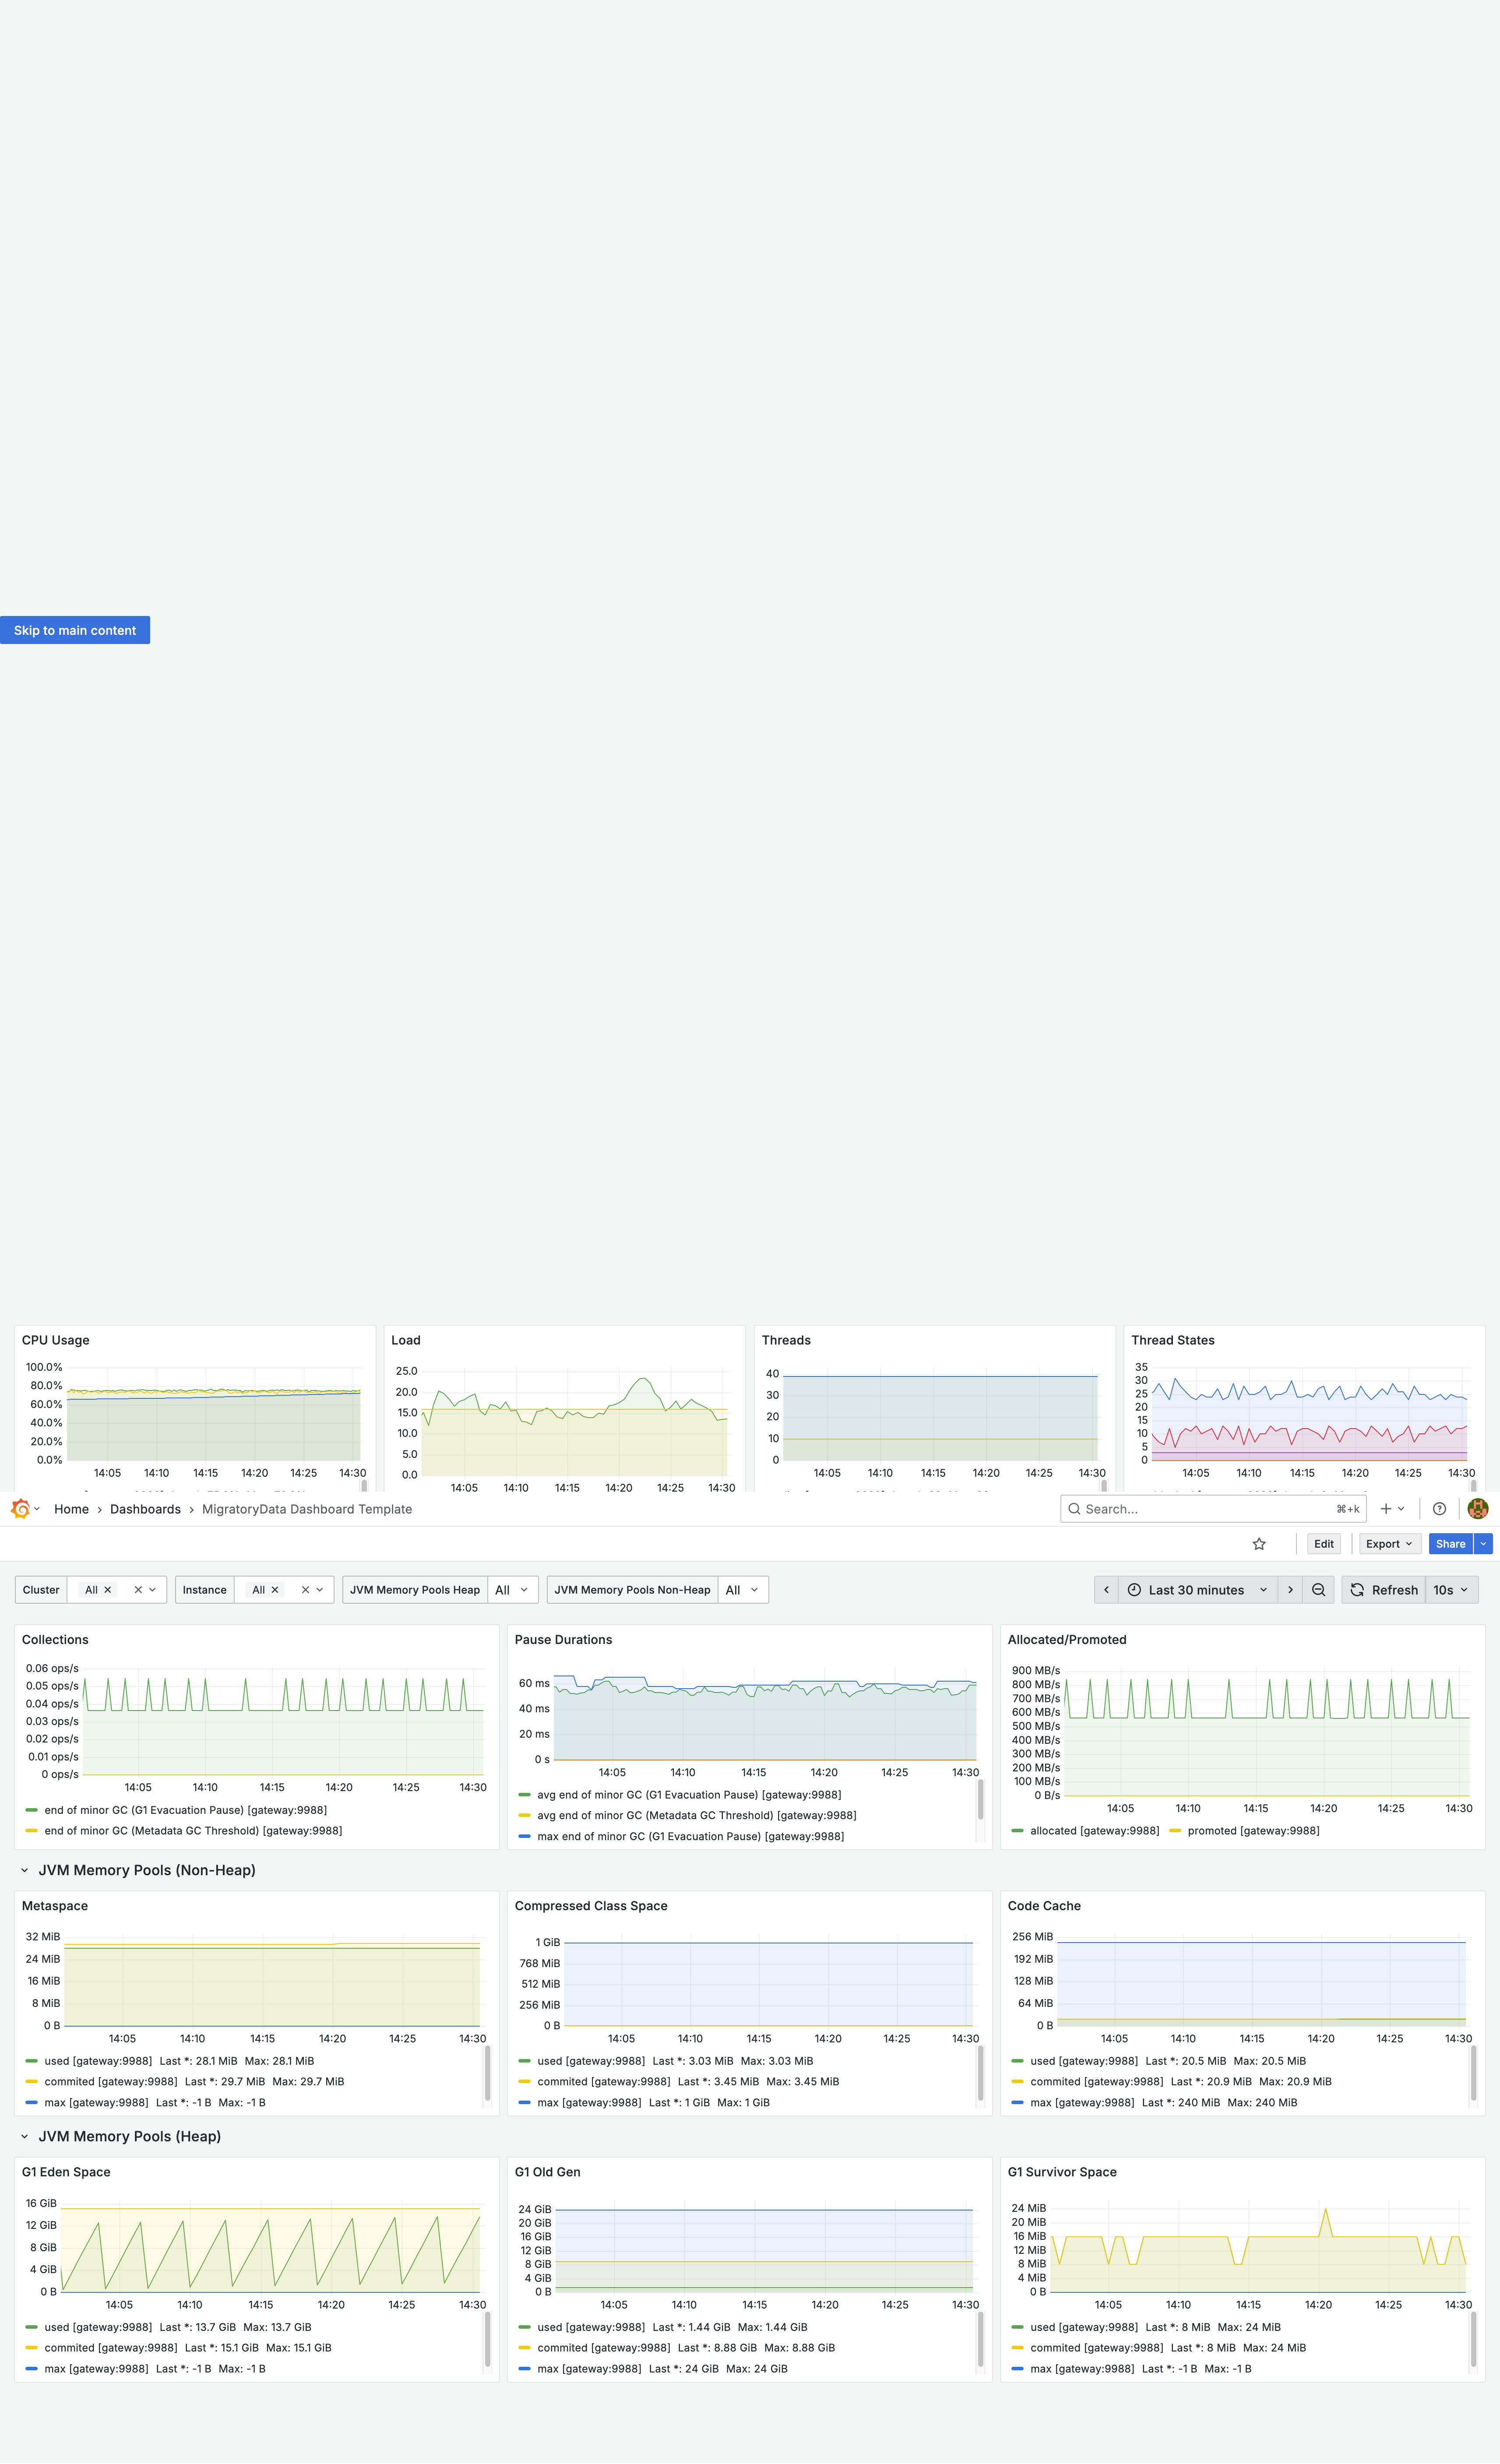 Skip to main content
CPU Usage
100.0%
80.0%
60.0%
40.0%
20.0%
0.0%
14:05 14:10 14:15 14:20 14:25 14:30
Load
25.0
20.0
15.0
10.0
5.0
0.0
14:05 14:10 14:15 14:20 14:25 14:30
Threads
40
30
20
10
0
14:05 14:10 14:15 14:20 14:25 14:30
Thread States
35
30
25
20
15
10
5
0
14:05 14:10 14:15 14:20 14:25 14:30
Home > Dashboards > MigratoryData Dashboard Template
Search... ⌘+k
Edit Export Share
Cluster All Instance All JVM Memory Pools Heap All JVM Memory Pools Non-Heap All
Last 30 minutes Refresh 10s
Collections
0.06 ops/s
0.05 ops/s
0.04 ops/s
0.03 ops/s
0.02 ops/s
0.01 ops/s
0 ops/s
14:05 14:10 14:15 14:20 14:25 14:30
end of minor GC (G1 Evacuation Pause) [gateway:9988]
end of minor GC (Metadata GC Threshold) [gateway:9988]
Pause Durations
60 ms
40 ms
20 ms
0 s
14:05 14:10 14:15 14:20 14:25 14:30
avg end of minor GC (G1 Evacuation Pause) [gateway:9988]
avg end of minor GC (Metadata GC Threshold) [gateway:9988]
max end of minor GC (G1 Evacuation Pause) [gateway:9988]
Allocated/Promoted
900 MB/s
800 MB/s
700 MB/s
600 MB/s
500 MB/s
400 MB/s
300 MB/s
200 MB/s
100 MB/s
0 B/s
14:05 14:10 14:15 14:20 14:25 14:30
allocated [gateway:9988] promoted [gateway:9988]
JVM Memory Pools (Non-Heap)
Metaspace
32 MiB
24 MiB
16 MiB
8 MiB
0 B
14:05 14:10 14:15 14:20 14:25 14:30
used [gateway:9988] Last *: 28.1 MiB Max: 28.1 MiB
commited [gateway:9988] Last *: 29.7 MiB Max: 29.7 MiB
max [gateway:9988] Last *: -1 B Max: -1 B
Compressed Class Space
1 GiB
768 MiB
512 MiB
256 MiB
0 B
14:05 14:10 14:15 14:20 14:25 14:30
used [gateway:9988] Last *: 3.03 MiB Max: 3.03 MiB
commited [gateway:9988] Last *: 3.45 MiB Max: 3.45 MiB
max [gateway:9988] Last *: 1 GiB Max: 1 GiB
Code Cache
256 MiB
192 MiB
128 MiB
64 MiB
0 B
14:05 14:10 14:15 14:20 14:25 14:30
used [gateway:9988] Last *: 20.5 MiB Max: 20.5 MiB
commited [gateway:9988] Last *: 20.9 MiB Max: 20.9 MiB
max [gateway:9988] Last *: 240 MiB Max: 240 MiB
JVM Memory Pools (Heap)
G1 Eden Space
16 GiB
12 GiB
8 GiB
4 GiB
0 B
14:05 14:10 14:15 14:20 14:25 14:30
used [gateway:9988] Last *: 13.7 GiB Max: 13.7 GiB
commited [gateway:9988] Last *: 15.1 GiB Max: 15.1 GiB
max [gateway:9988] Last *: -1 B Max: -1 B
G1 Old Gen
24 GiB
20 GiB
16 GiB
12 GiB
8 GiB
4 GiB
0 B
14:05 14:10 14:15 14:20 14:25 14:30
used [gateway:9988] Last *: 1.44 GiB Max: 1.44 GiB
commited [gateway:9988] Last *: 8.88 GiB Max: 8.88 GiB
max [gateway:9988] Last *: 24 GiB Max: 24 GiB
G1 Survivor Space
24 MiB
20 MiB
16 MiB
12 MiB
8 MiB
4 MiB
0 B
14:05 14:10 14:15 14:20 14:25 14:30
used [gateway:9988] Last *: 8 MiB Max: 24 MiB
commited [gateway:9988] Last *: 8 MiB Max: 24 MiB
max [gateway:9988] Last *: -1 B Max: -1 B